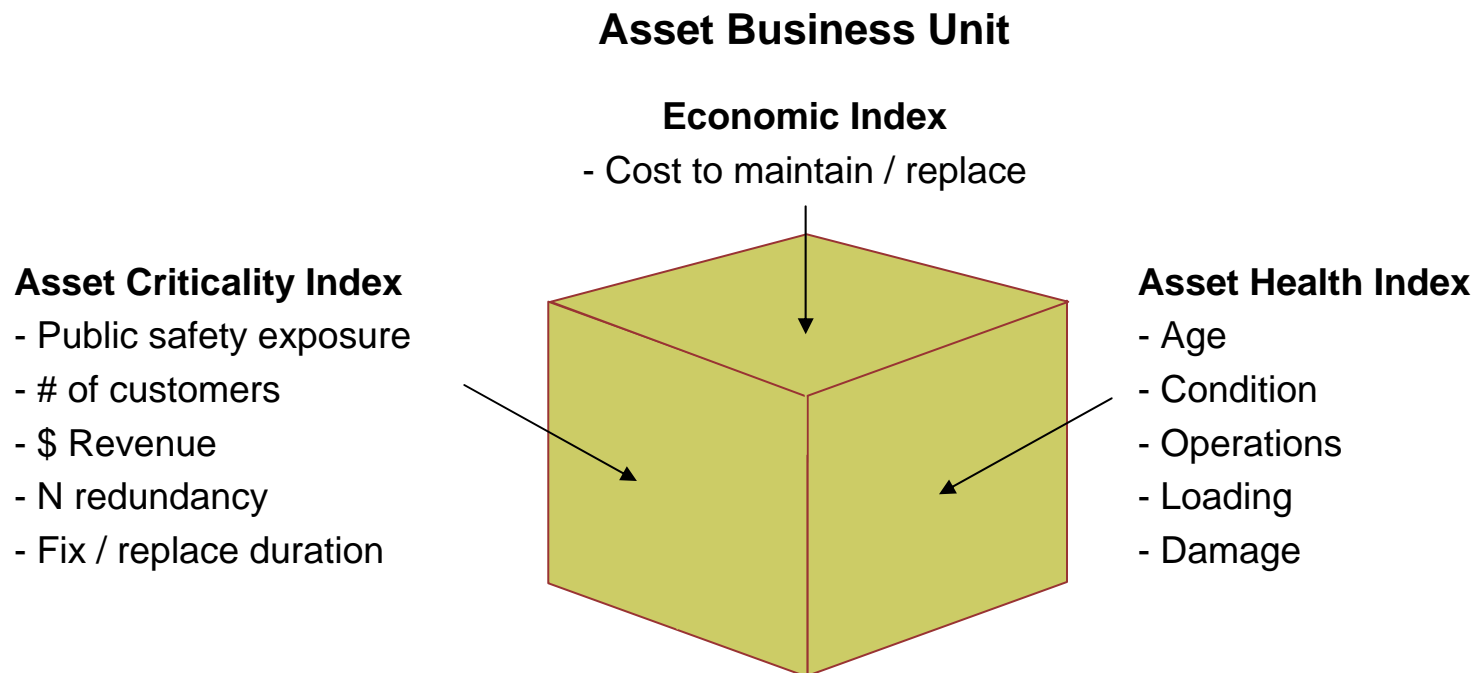 Asset Business Unit
Economic Index
- Cost to maintain / replace
Asset Criticality Index
- Public safety exposure
- # of customers
- $ Revenue
- N redundancy
- Fix / replace duration
Asset Health Index
- Age
- Condition
- Operations
- Loading
- Damage